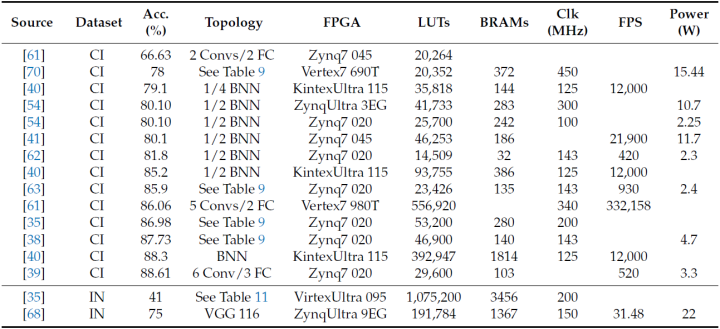 Source Dataset Acc. (%) Topology FPGA LUTs BRAMs Clk (MHz) FPS Power (W)
[61] CI 66.63 2 Convs/2 FC Zynq7 045 20,264
[70] CI 78 See Table 9 Vertex7 690T 20,352 372 450 15.44
[40] CI 79.1 1/4 BNN KintexUltra 115 35,818 144 125 12,000
[54] CI 80.10 1/2 BNN ZynqUltra 3EG 41,733 283 300 10.7
[54] CI 80.10 1/2 BNN Zynq7 020 25,700 242 100 2.25
[41] CI 80.1 1/2 BNN Zynq7 045 46,253 186 21,900 11.7
[62] CI 81.8 1/2 BNN Zynq7 020 14,509 32 143 420 2.3
[40] CI 85.2 1/2 BNN KintexUltra 115 93,755 386 125 12,000
[63] CI 85.9 See Table 9 Zynq7 020 23,426 135 143 930 2.4
[61] CI 86.06 5 Convs/2 FC Vertex7 980T 556,920 340 332,158
[35] CI 86.98 See Table 9 Zynq7 020 53,200 280 200
[38] CI 87.73 See Table 9 Zynq7 020 46,900 140 143 4.7
[40] CI 88.3 BNN KintexUltra 115 392,947 1814 125 12,000
[39] CI 88.61 6 Conv/3 FC Zynq7 020 29,600 103 520 3.3
[35] IN 41 See Table 11 VirtexUltra 095 1,075,200 3456 200
[68] IN 75 VGG 116 ZynqUltra 9EG 191,784 1367 150 31.48 22